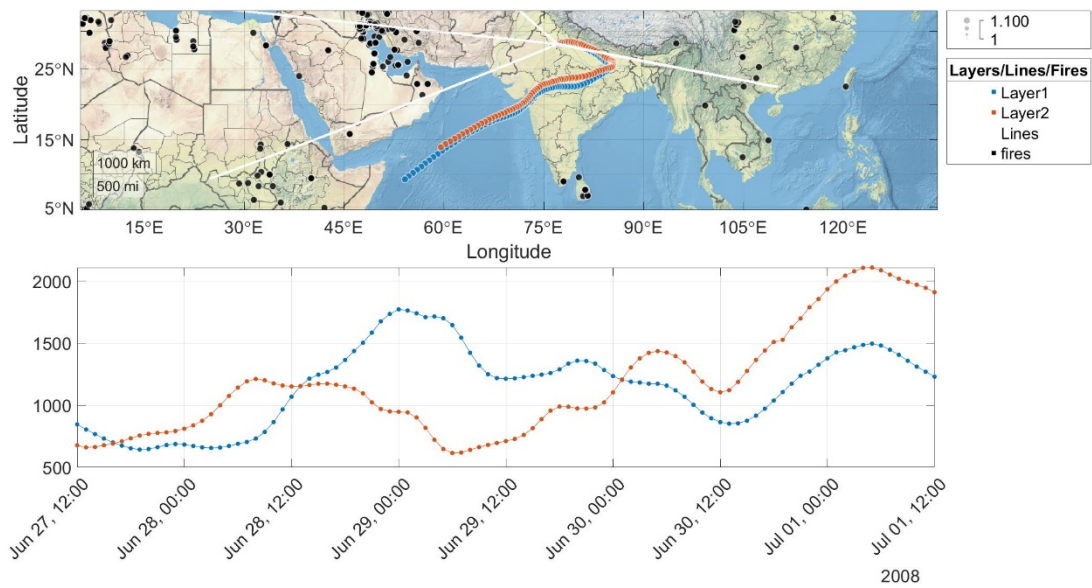 1.100
1
Layers/Lines/Fires
Layer1
Layer2
Lines
fires
Latitude
25°N
15°N
5°N
1000 km
500 mi
15°E
30°E
45°E
60°E
75°E
90°E
105°E
120°E
Longitude
2000
1500
1000
500
Jun 27, 12:00
Jun 28, 00:00
Jun 28, 12:00
Jun 29, 00:00
Jun 29, 12:00
Jun 30, 00:00
Jun 30, 12:00
Jul 01, 00:00
Jul 01, 12:00
2008